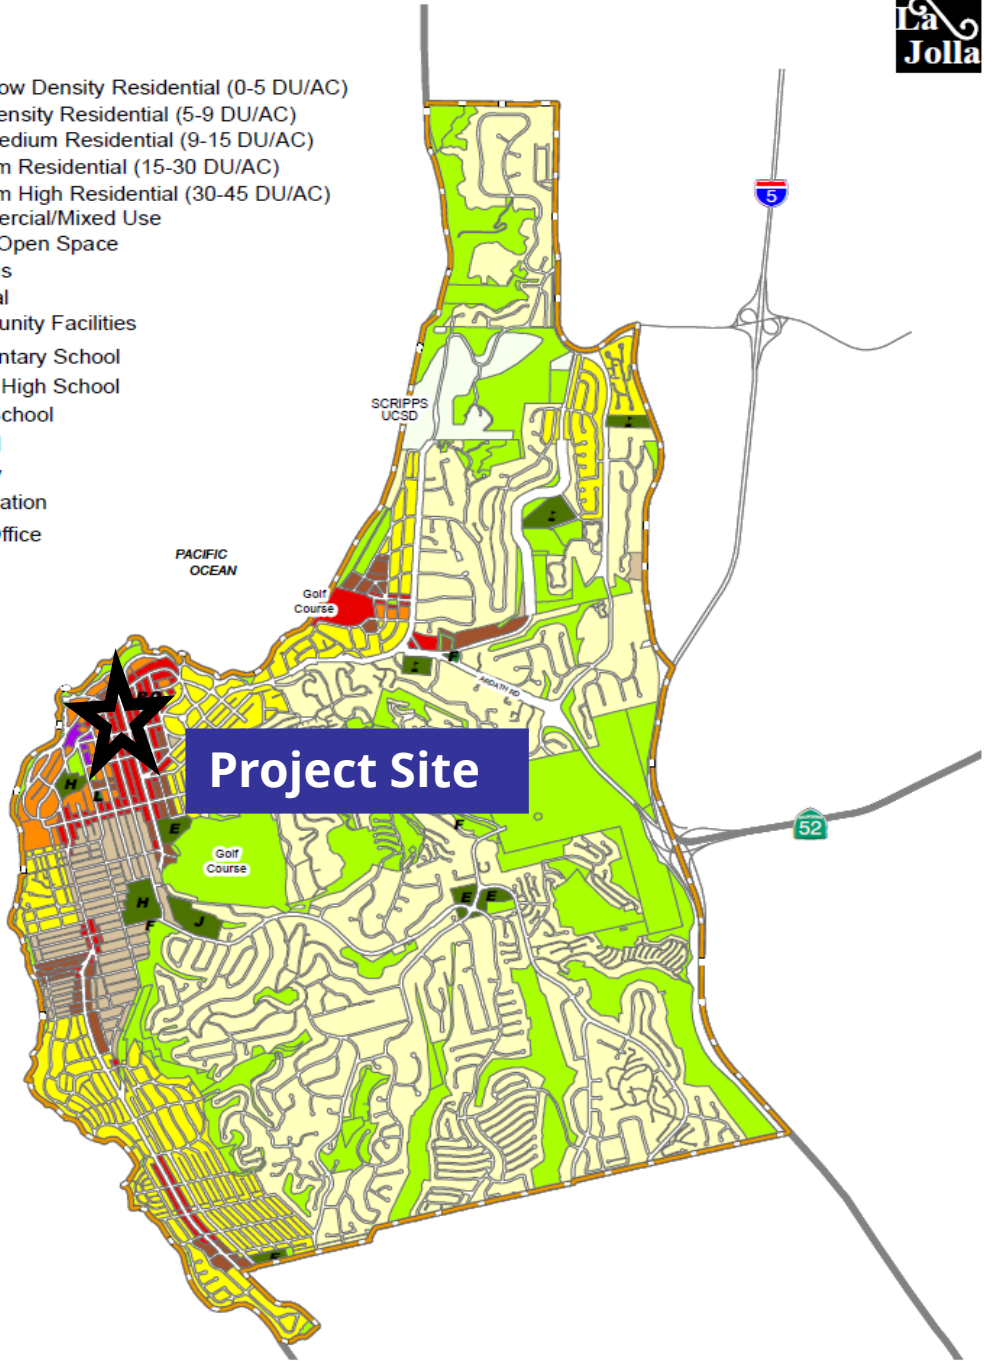 La
Jolla
ow Density Residential (0-5 DU/AC)
ensity Residential (5-9 DU/AC)
edium Residential (9-15 DU/AC)
m Residential (15-30 DU/AC)
m High Residential (30-45 DU/AC)
ercial/Mixed Use
Open Space
s
al
unity Facilities
ntary School
High School
chool
ation
ffice
5
SCRIPPS
UCSD
PACIFIC
OCEAN
Golf
Course
F
ARDATH RD
Project Site
H
L
E
F
52
Golf
Course
H
F
J
E
E
E